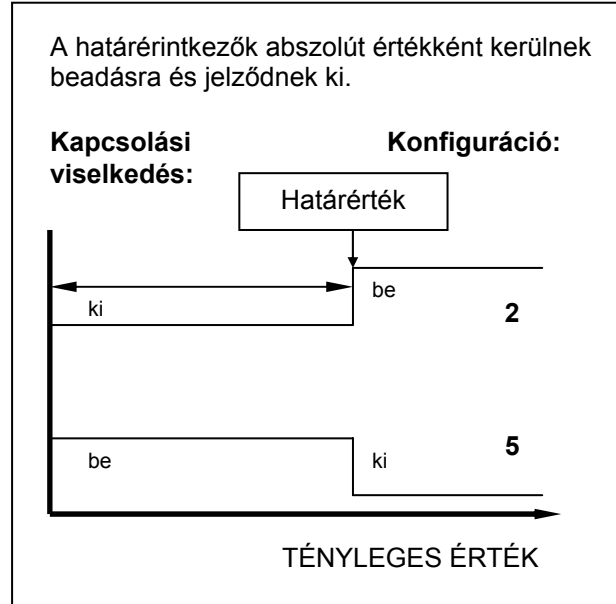 A határérintkezők abszolút értékként kerülnek
beadásra és jelződnek ki.
Kapcsolási
viselkedés:
Konfiguráció:
Határérték
ki
be
2
be
ki
5
TÉNYLEGES ÉRTÉK